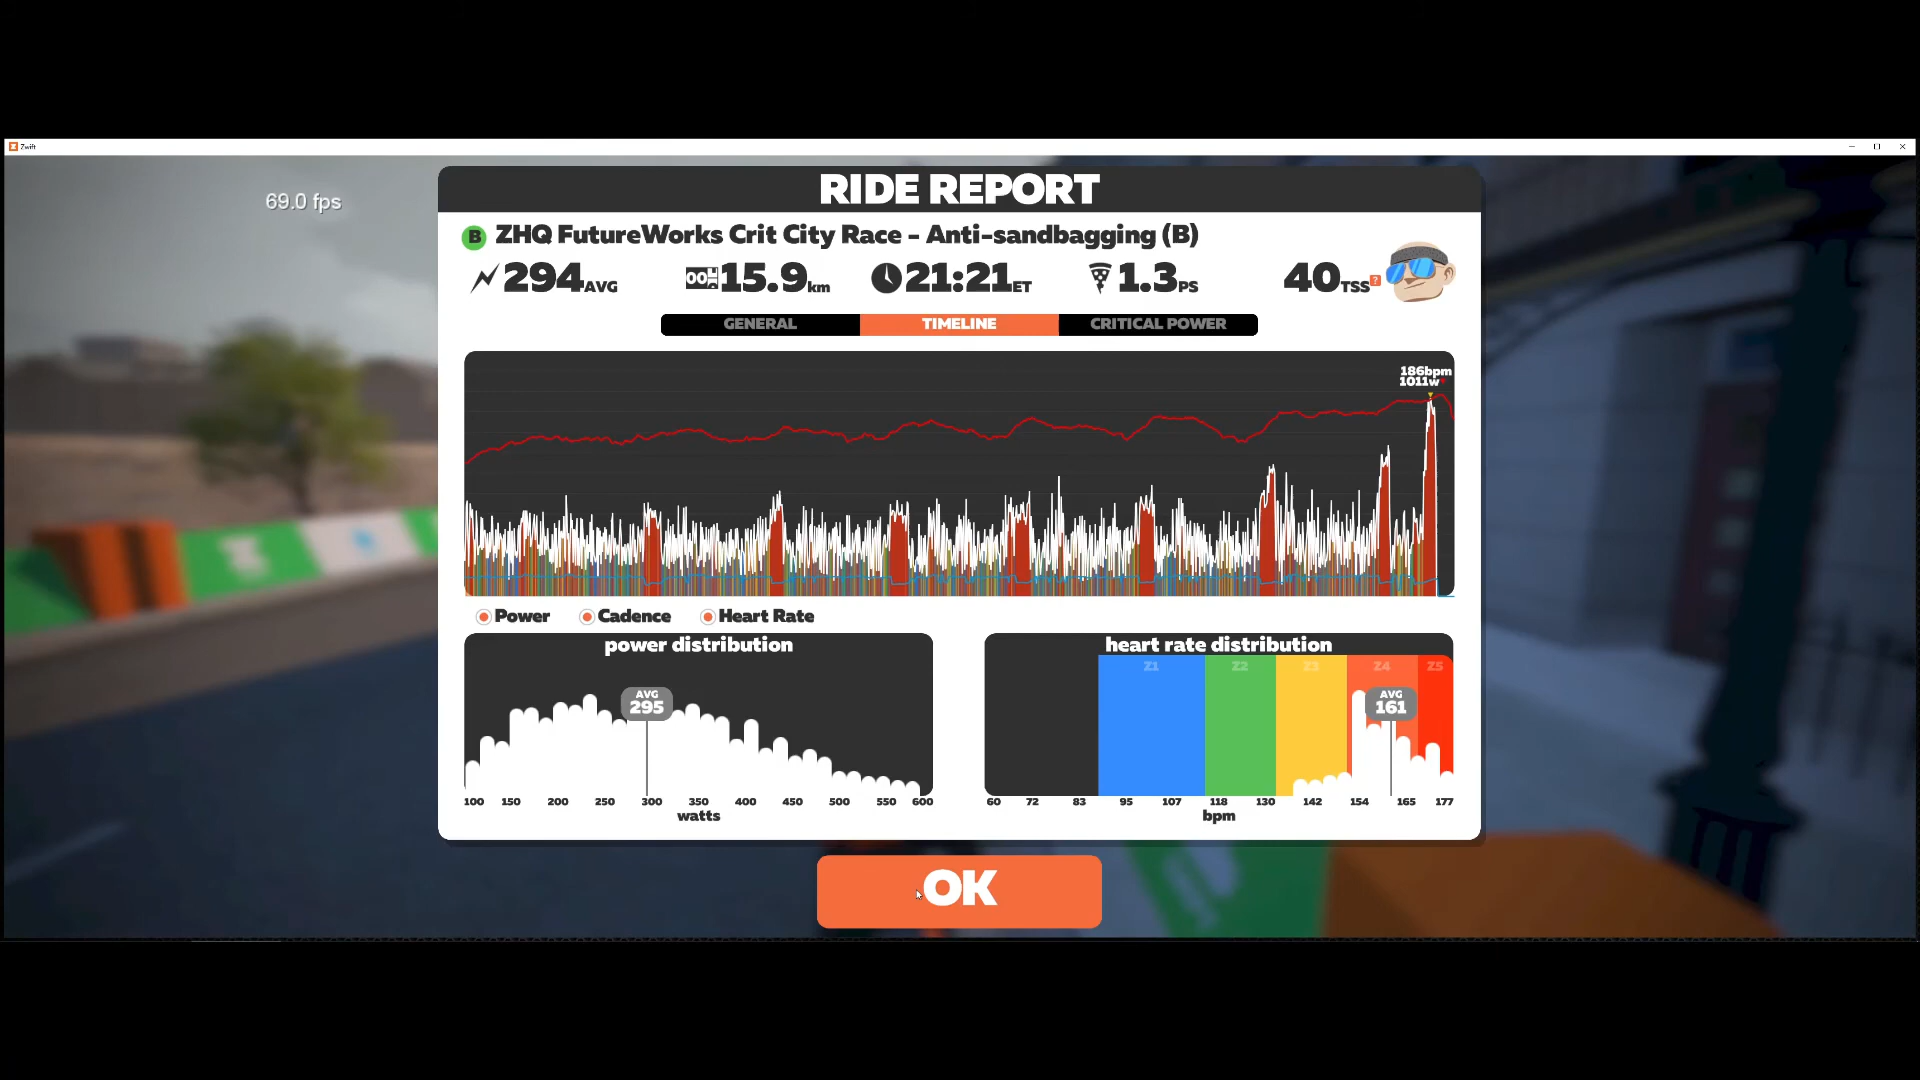 Zwift
69.0 fps
RIDE REPORT
B ZHQ FutureWorks Crit City Race - Anti-sandbagging (B)
294AVG 15.9km 21:21ET 1.3PS 40TSS?
GENERAL TIMELINE CRITICAL POWER
186bpm
1011w
Power Cadence Heart Rate
power distribution
AVG
295
100 150 200 250 300 350 400 450 500 550 600
watts
heart rate distribution
Z1 Z2 Z3 Z4 Z5
AVG
161
60 72 83 95 107 118 130 142 154 165 177
bpm
OK